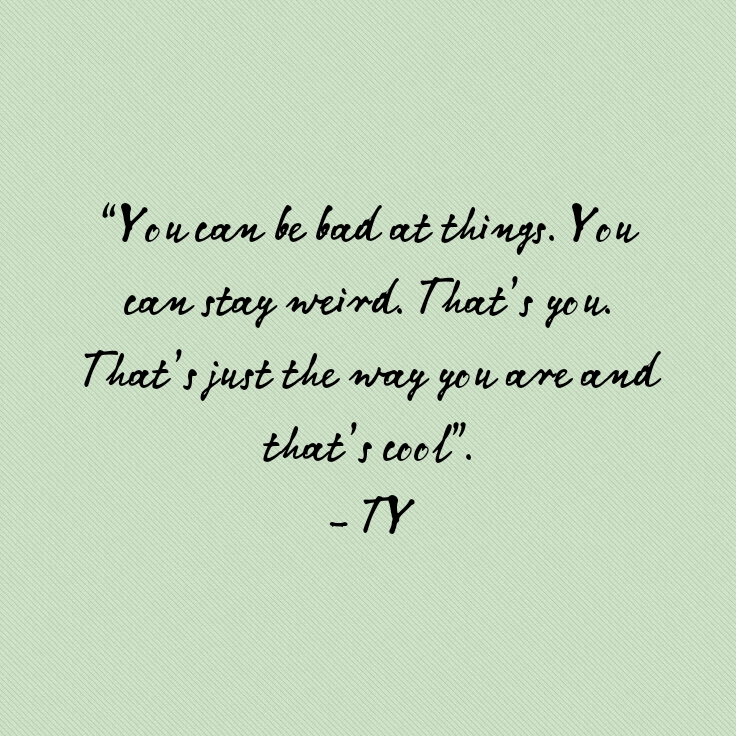 “You can be bad at things. You
can stay weird. That's you.
That's just the way you are and
that's cool”.
- TY